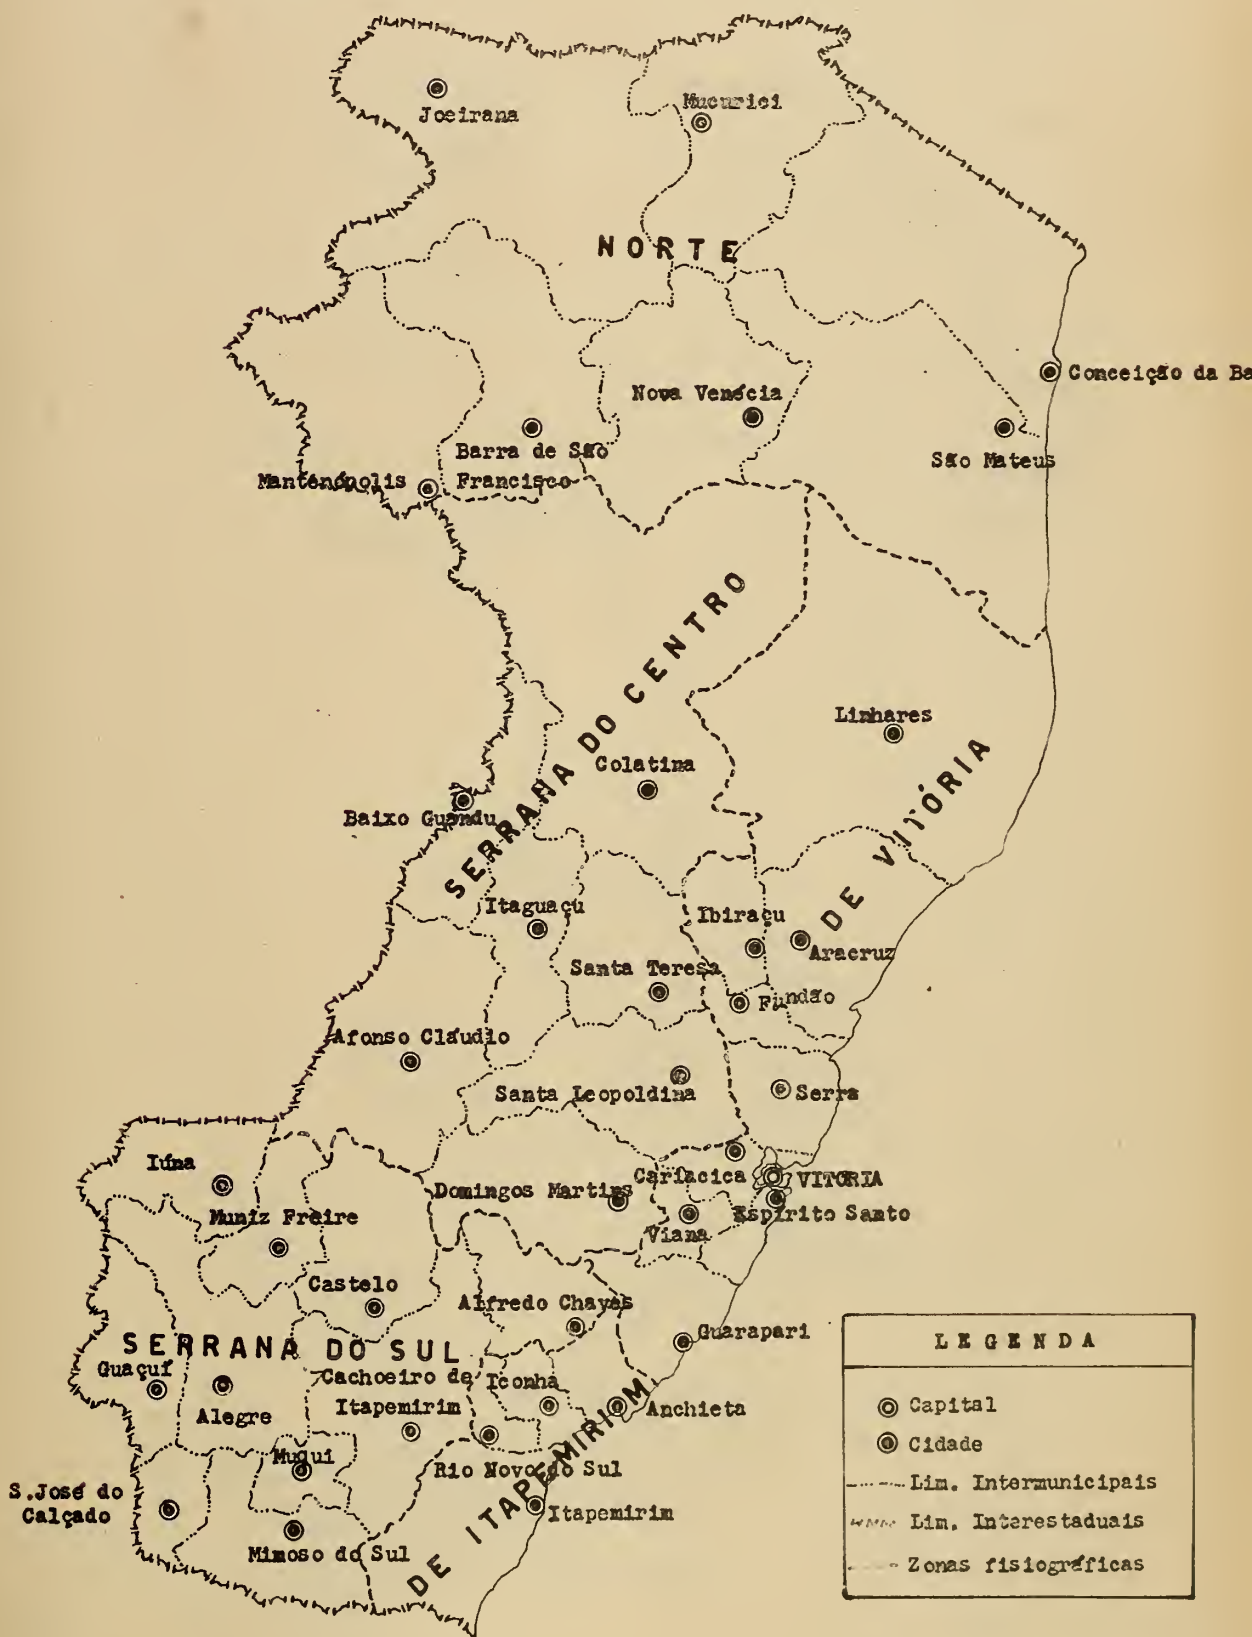 Joeirana
Mucurici
NORTE
Conceição da Ba
Nova Venécia
Barra de São
Francisco
São Mateus
Mantenópolis
SERRANA DO CENTRO
Linhares
Colatina
DE VITÓRIA
Baixo Guandu
Itaguaçu
Ibiraçu
Aracruz
Santa Teresa
Fundão
Afonso Cláudio
Santa Leopoldina
Serra
Iúna
Cariacica
VITÓRIA
Domingos Martins
Espírito Santo
Muniz Freire
Viana
Castelo
Alfredo Chaves
Guarapari
SERRANA DO SUL
Guaçuí
Cachoeiro de
Itapemirim
Iconha
Anchieta
Alegre
Muqui
Rio Novo do Sul
S.José do
Calçado
Itapemirim
Mimoso do Sul
DE ITAPEMIRIM
LEGENDA
Capital
Cidade
Lim. Intermunicipais
Lim. Interestaduais
Zonas fisiográficas